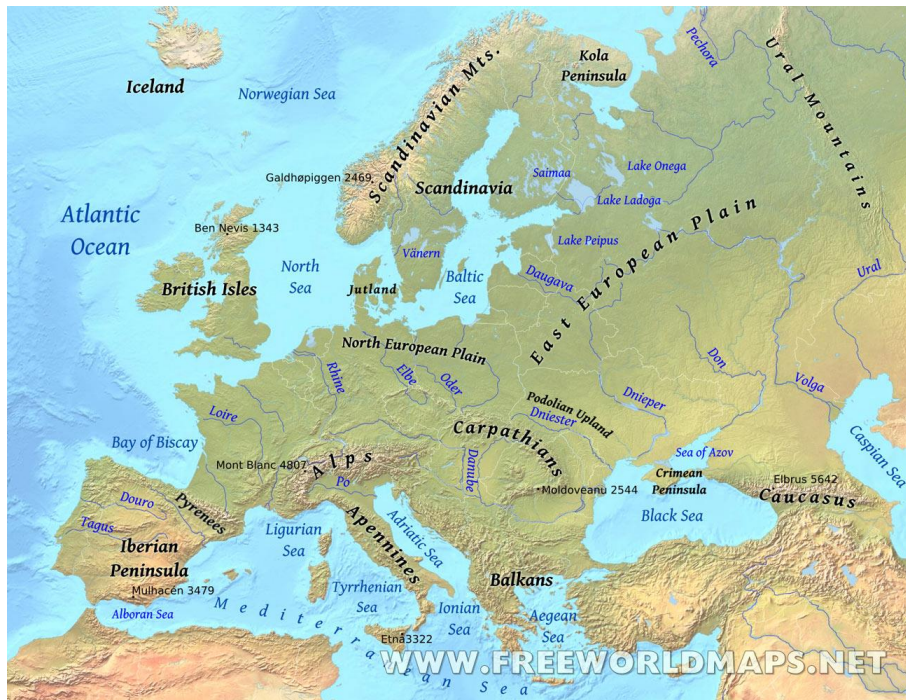 Iceland
Norwegian Sea
Scandinavian Mts.
Kola
Peninsula
Pechora
Ural Mountains
Galdhøpiggen 2469
Scandinavia
Saimaa
Lake Onega
Lake Ladoga
Atlantic
Ocean
Ben Nevis 1343
North
Sea
Vänern
Baltic
Sea
Lake Peipus
Daugava
East European Plain
Ural
British Isles
Jutland
North European Plain
Rhine
Elbe
Oder
Don
Volga
Dnieper
Podolian Upland
Dniester
Loire
Bay of Biscay
Mont Blanc 4807
Alps
Carpathians
Danube
Moldoveanu 2544
Sea of Azov
Crimean
Peninsula
Elbrus 5642
Caucasus
Caspian Sea
Black Sea
Po
Douro
Tagus
Pyrenees
Iberian
Peninsula
Mulhacén 3479
Alboran Sea
Ligurian
Sea
Apennines
Adriatic Sea
Tyrrhenian
Sea
Balkans
Ionian
Sea
Aegean
Sea
Etna3322
Mediterranean Sea
WWW.FREEWORLDMAPS.NET